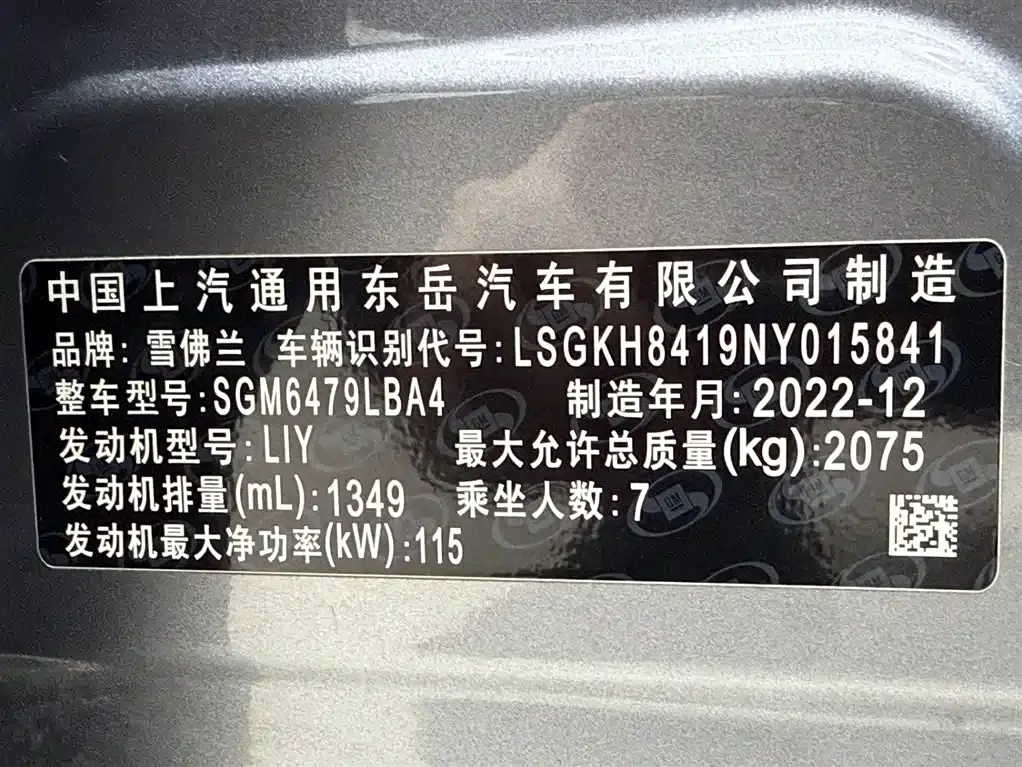 中国上汽通用东岳汽车有限公司制造
品牌: 雪佛兰 车辆识别代号:LSGKH8419NY015841
整车型号:SGM6479LBA4 制造年月:2022-12
发动机型号:LIY 最大允许总质量(kg):2075
发动机排量(mL):1349 乘坐人数:7
发动机最大净功率(kW):115